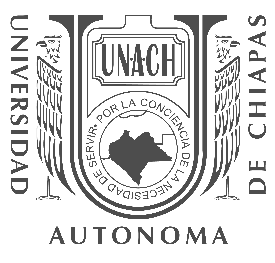 UNIVERSIDAD
AUTONOMA
DE CHIAPAS
UNACH
• POR LA CONCIENCIA DE LA NECESIDAD DE SERVIR